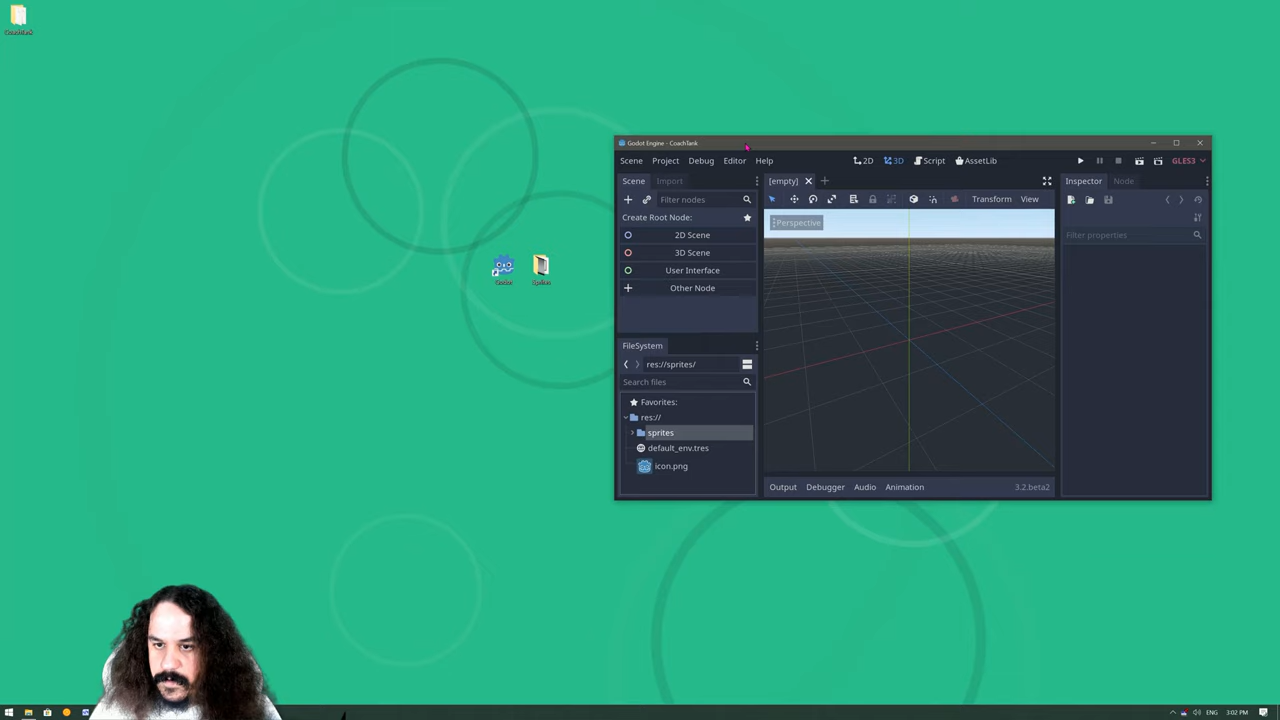 CoachTank
Godot Engine - CoachTank
Scene Project Debug Editor Help
2D 3D Script AssetLib
GLES3
Scene Import
[empty]
Inspector Node
Filter nodes
Transform View
Create Root Node:
Perspective
2D Scene
Filter properties
3D Scene
User Interface
Godot
Sprites
Other Node
FileSystem
res://sprites/
Search files
Favorites:
res://
sprites
default_env.tres
icon.png
Output Debugger Audio Animation
3.2.beta2
ENG
3:02 PM